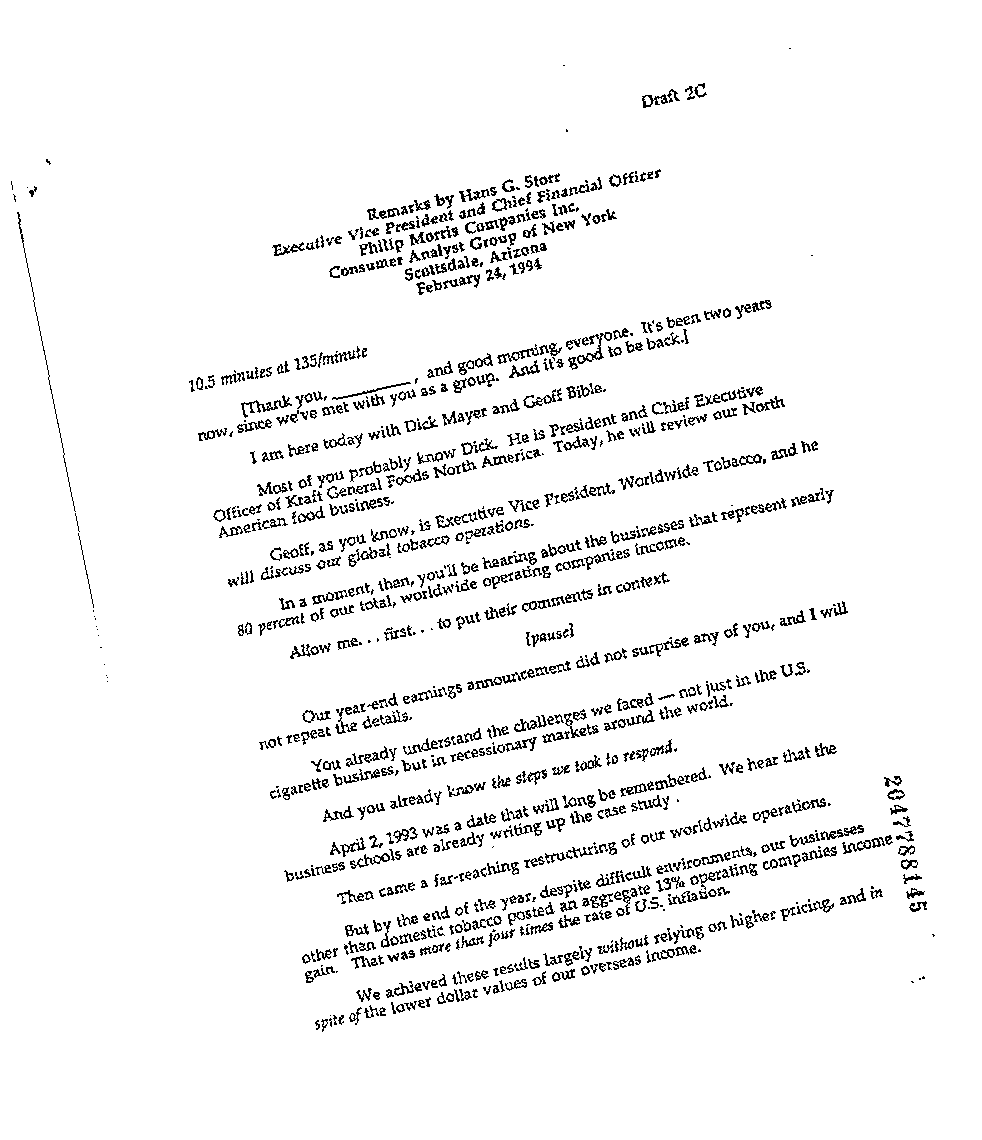 Draft 2C
Remarks by Hans G. Storr
Executive Vice President and Chief Financial Officer
Philip Morris Companies Inc.
Consumer Analyst Group of New York
Scottsdale, Arizona
February 24, 1994
10.5 minutes at 135/minute
[Thank you, __________, and good morning, everyone. It's been two years
now, since we've met with you as a group. And it's good to be back.]
I am here today with Dick Mayer and Geoff Bible.
Most of you probably know Dick. He is President and Chief Executive
Officer of Kraft General Foods North America. Today, he will review our North
American food business.
Geoff, as you know, is Executive Vice President, Worldwide Tobacco, and he
will discuss our global tobacco operations.
In a moment, then, you'll be hearing about the businesses that represent nearly
80 percent of our total, worldwide operating companies income.
Allow me. . . first. . . to put their comments in context.
[pause]
Our year-end earnings announcement did not surprise any of you, and I will
not repeat the details.
You already understand the challenges we faced — not just in the U.S.
cigarette business, but in recessionary markets around the world.
And you already know the steps we took to respond.
April 2, 1993 was a date that will long be remembered. We hear that the
business schools are already writing up the case study .
Then came a far-reaching restructuring of our worldwide operations.
But by the end of the year, despite difficult environments, our businesses
other than domestic tobacco posted an aggregate 13% operating companies income
gain. That was more than four times the rate of U.S. inflation.
We achieved these results largely without relying on higher pricing, and in
spite of the lower dollar values of our overseas income.
2047788145